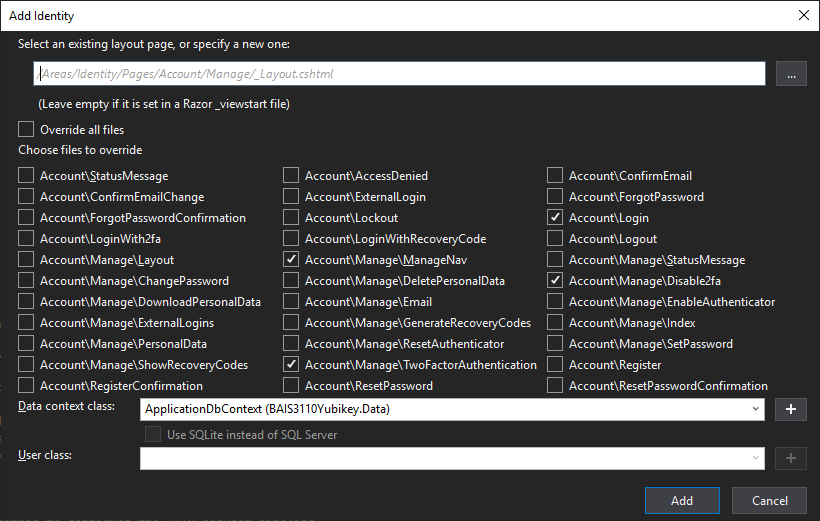 Add Identity
Select an existing layout page, or specify a new one:
/Areas/Identity/Pages/Account/Manage/_Layout.cshtml
...
(Leave empty if it is set in a Razor _viewstart file)
Override all files
Choose files to override
Account\StatusMessage Account\AccessDenied Account\ConfirmEmail
Account\ConfirmEmailChange Account\ExternalLogin Account\ForgotPassword
Account\ForgotPasswordConfirmation Account\Lockout Account\Login
Account\LoginWith2fa Account\LoginWithRecoveryCode Account\Logout
Account\Manage\Layout Account\Manage\ManageNav Account\Manage\StatusMessage
Account\Manage\ChangePassword Account\Manage\DeletePersonalData Account\Manage\Disable2fa
Account\Manage\DownloadPersonalData Account\Manage\Email Account\Manage\EnableAuthenticator
Account\Manage\ExternalLogins Account\Manage\GenerateRecoveryCodes Account\Manage\Index
Account\Manage\PersonalData Account\Manage\ResetAuthenticator Account\Manage\SetPassword
Account\Manage\ShowRecoveryCodes Account\Manage\TwoFactorAuthentication Account\Register
Account\RegisterConfirmation Account\ResetPassword Account\ResetPasswordConfirmation
Data context class: ApplicationDbContext (BAIS3110Yubikey.Data) +
Use SQLite instead of SQL Server
User class: +
Add Cancel